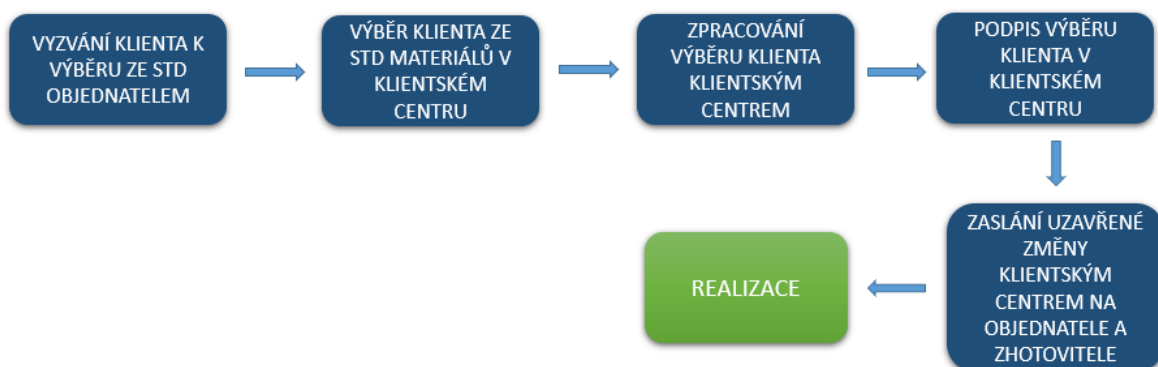 VYZVÁNÍ KLIENTA K
VÝBĚRU ZE STD
OBJEDNATELEM
VÝBĚR KLIENTA ZE
STD MATERIÁLŮ V
KLIENTSKÉM
CENTRU
ZPRACOVÁNÍ
VÝBĚRU KLIENTA
KLIENTSKÝM
CENTREM
PODPIS VÝBĚRU
KLIENTA V
KLIENTSKÉM
CENTRU
ZASLÁNÍ UZAVŘENÉ
ZMĚNY
KLIENTSKÝM
CENTREM NA
OBJEDNATELE A
ZHOTOVITELE
REALIZACE